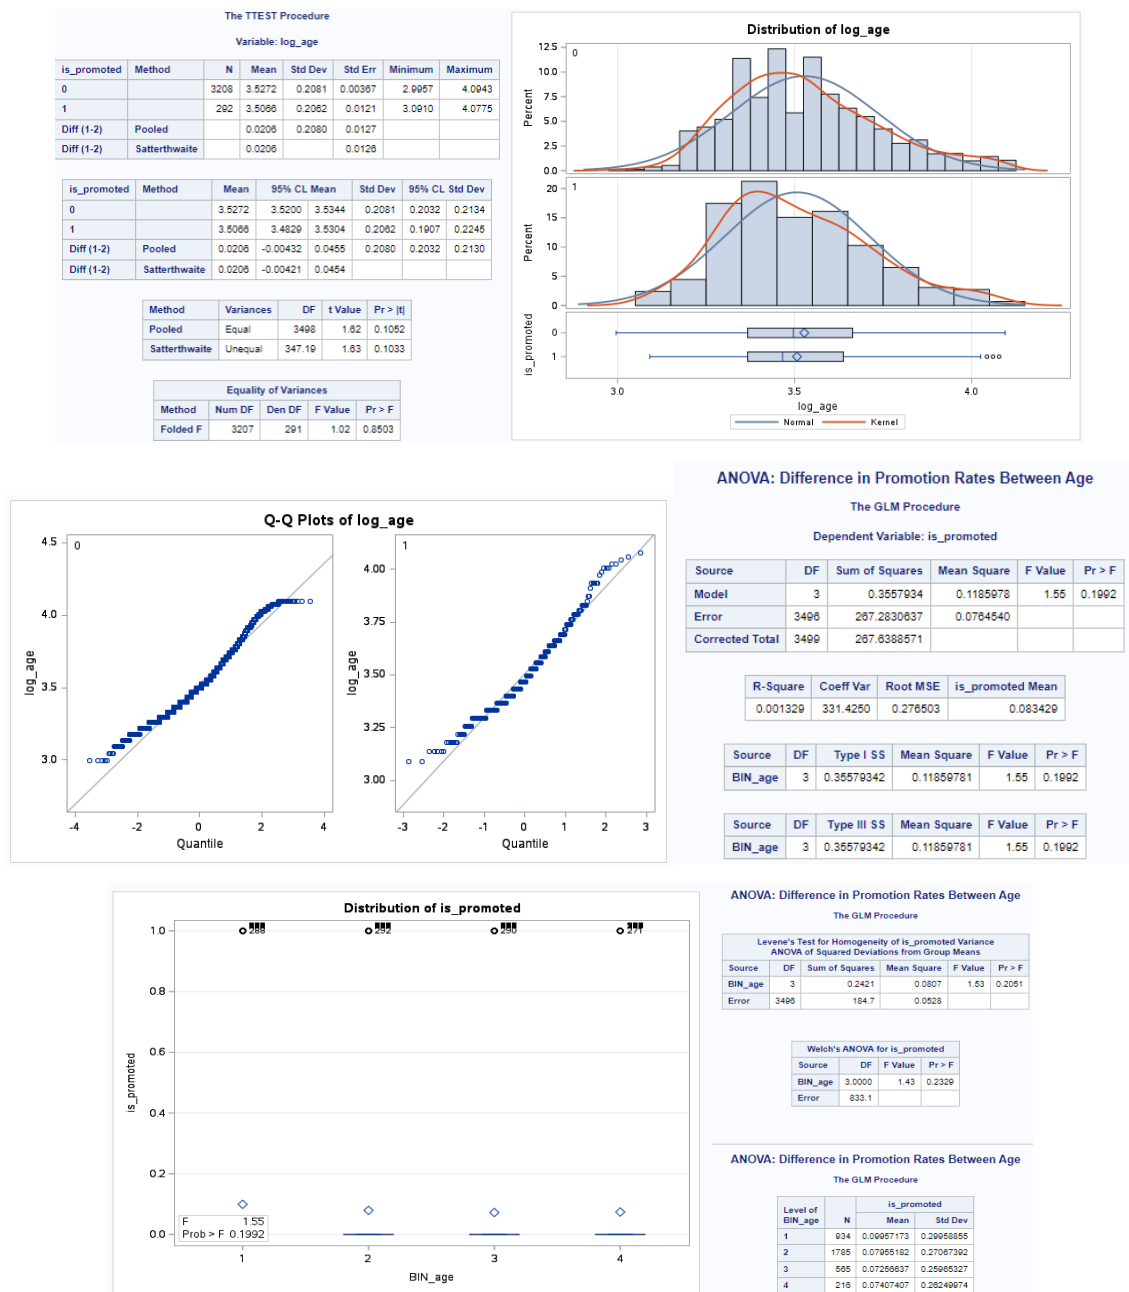 The TTEST Procedure
Variable: log_age
is_promoted Method N Mean Std Dev Std Err Minimum Maximum
0 3208 3.5272 0.2081 0.00367 2.9957 4.0943
1 292 3.5066 0.2062 0.0121 3.0910 4.0775
Diff (1-2) Pooled 0.0206 0.2080 0.0127
Diff (1-2) Satterthwaite 0.0206 0.0126
is_promoted Method Mean 95% CL Mean Std Dev 95% CL Std Dev
0 3.5272 3.5200 3.5344 0.2081 0.2032 0.2134
1 3.5066 3.4829 3.5304 0.2062 0.1907 0.2245
Diff (1-2) Pooled 0.0206 -0.00432 0.0455 0.2080 0.2032 0.2130
Diff (1-2) Satterthwaite 0.0206 -0.00421 0.0454
Method Variances DF t Value Pr > |t|
Pooled Equal 3498 1.62 0.1052
Satterthwaite Unequal 347.19 1.63 0.1033
Equality of Variances
Method Num DF Den DF F Value Pr > F
Folded F 3207 291 1.02 0.8503
Distribution of log_age
12.5
10.0
7.5
5.0
2.5
0.0
Percent
0
20
15
10
5
0
Percent
1
is_promoted
0
1
3.0 3.5 4.0
log_age
Normal Kernel
Q-Q Plots of log_age
0
4.5
4.0
3.5
3.0
log_age
-4 -2 0 2 4
Quantile
1
4.00
3.75
3.50
3.25
3.00
log_age
-3 -2 -1 0 1 2 3
Quantile
ANOVA: Difference in Promotion Rates Between Age
The GLM Procedure
Dependent Variable: is_promoted
Source DF Sum of Squares Mean Square F Value Pr > F
Model 3 0.3557934 0.1185978 1.55 0.1992
Error 3496 267.2830637 0.0764540
Corrected Total 3499 267.6388571
R-Square Coeff Var Root MSE is_promoted Mean
0.001329 331.4250 0.276503 0.083429
Source DF Type I SS Mean Square F Value Pr > F
BIN_age 3 0.35579342 0.11859781 1.55 0.1992
Source DF Type III SS Mean Square F Value Pr > F
BIN_age 3 0.35579342 0.11859781 1.55 0.1992
Distribution of is_promoted
1.0
0.8
0.6
0.4
0.2
0.0
is_promoted
288 292 290 271
F 1.55
Prob > F 0.1992
1 2 3 4
BIN_age
ANOVA: Difference in Promotion Rates Between Age
The GLM Procedure
Levene's Test for Homogeneity of is_promoted Variance
ANOVA of Squared Deviations from Group Means
Source DF Sum of Squares Mean Square F Value Pr > F
BIN_age 3 0.2421 0.0807 1.53 0.2051
Error 3496 184.7 0.0528
Welch's ANOVA for is_promoted
Source DF F Value Pr > F
BIN_age 3.0000 1.43 0.2329
Error 833.1
ANOVA: Difference in Promotion Rates Between Age
The GLM Procedure
Level of BIN_age N is_promoted
Mean Std Dev
1 934 0.09957173 0.29958855
2 1785 0.07955182 0.27067392
3 565 0.07256637 0.25965327
4 216 0.07407407 0.26249974